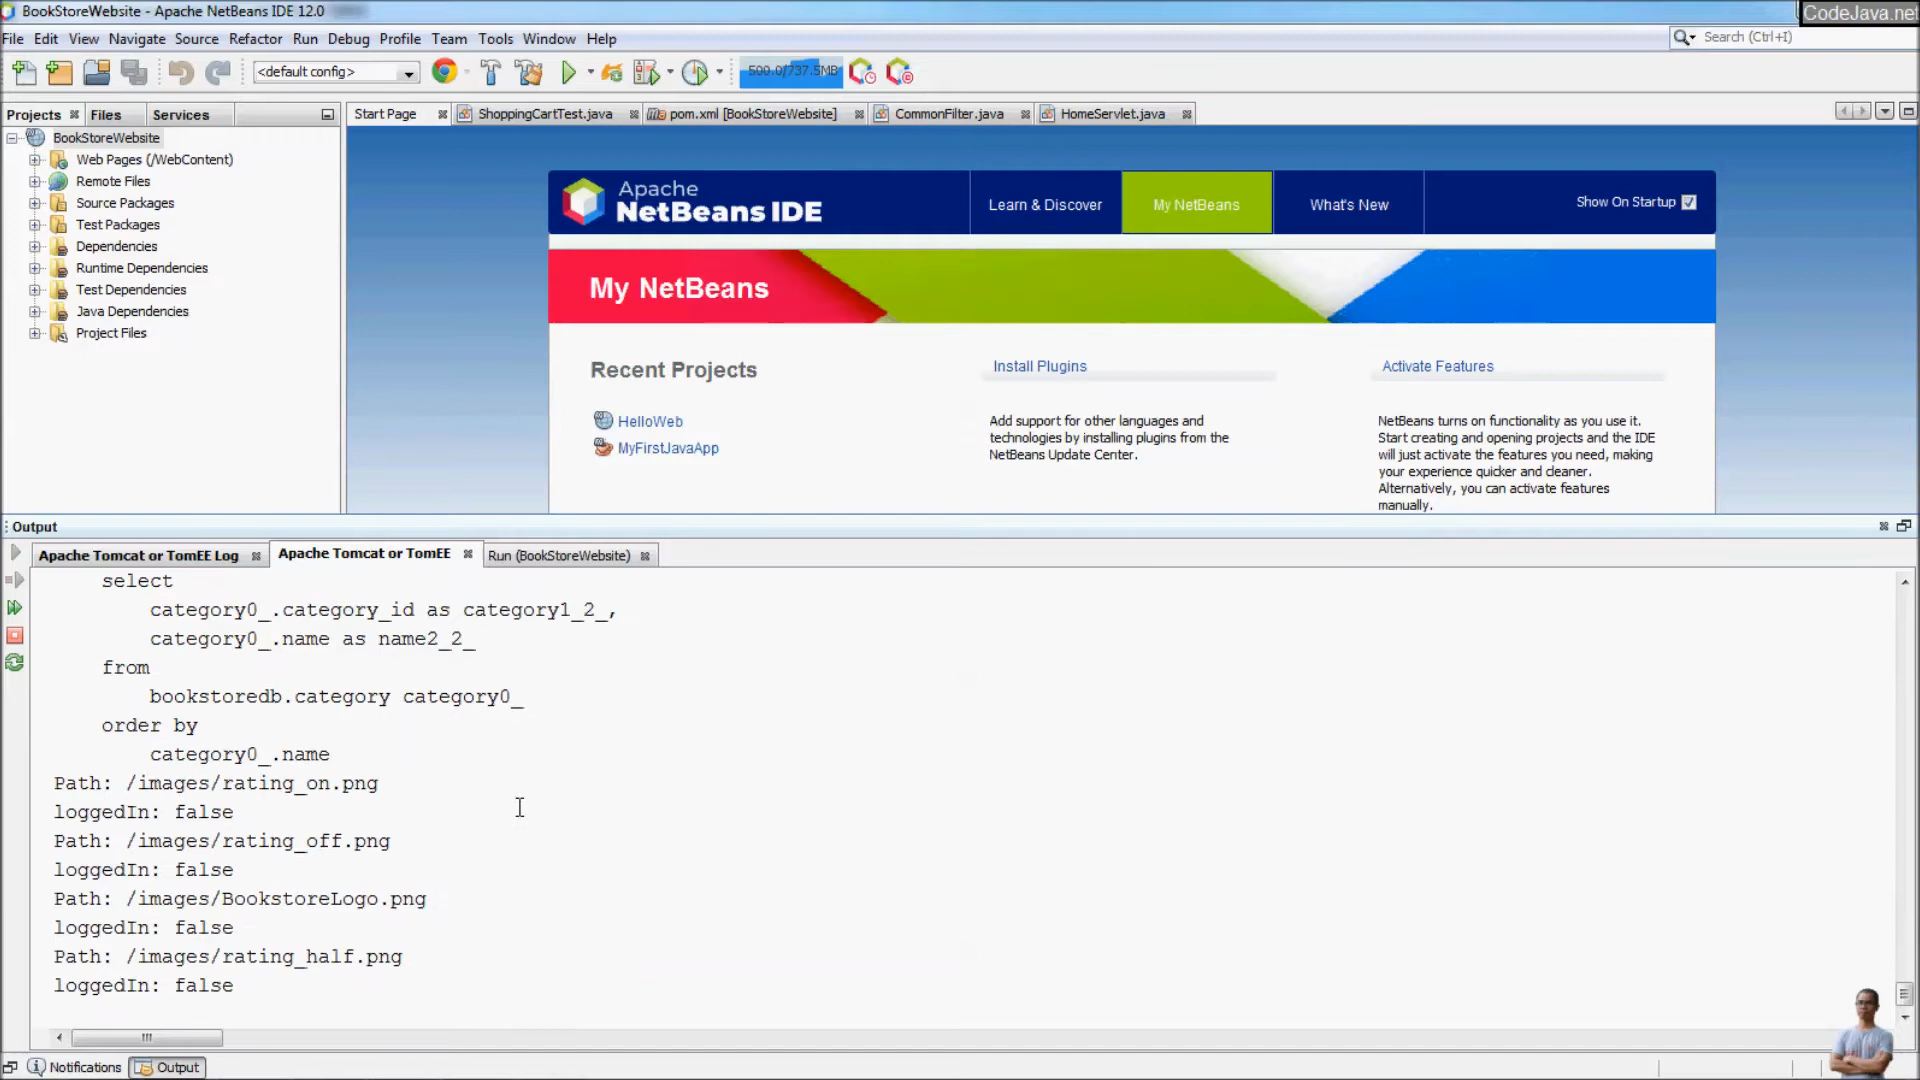 BookStoreWebsite - Apache NetBeans IDE 12.0
CodeJava.net
File Edit View Navigate Source Refactor Run Debug Profile Team Tools Window Help
Search (Ctrl+I)
<default config>
500.0/737.5MB
Projects Files Services
Start Page ShoppingCartTest.java pom.xml [BookStoreWebsite] CommonFilter.java HomeServlet.java
BookStoreWebsite
Web Pages (/WebContent)
Remote Files
Source Packages
Test Packages
Dependencies
Runtime Dependencies
Test Dependencies
Java Dependencies
Project Files
Apache
NetBeans IDE
Learn & Discover
My NetBeans
What's New
Show On Startup
My NetBeans
Recent Projects
HelloWeb
MyFirstJavaApp
Install Plugins
Add support for other languages and
technologies by installing plugins from the
NetBeans Update Center.
Activate Features
NetBeans turns on functionality as you use it.
Start creating and opening projects and the IDE
will just activate the features you need, making
your experience quicker and cleaner.
Alternatively, you can activate features
manually.
Output
Apache Tomcat or TomEE Log Apache Tomcat or TomEE Run (BookStoreWebsite)
select
category0_.category_id as category1_2_,
category0_.name as name2_2_
from
bookstoredb.category category0_
order by
category0_.name
Path: /images/rating_on.png
loggedIn: false
Path: /images/rating_off.png
loggedIn: false
Path: /images/BookstoreLogo.png
loggedIn: false
Path: /images/rating_half.png
loggedIn: false
Notifications Output